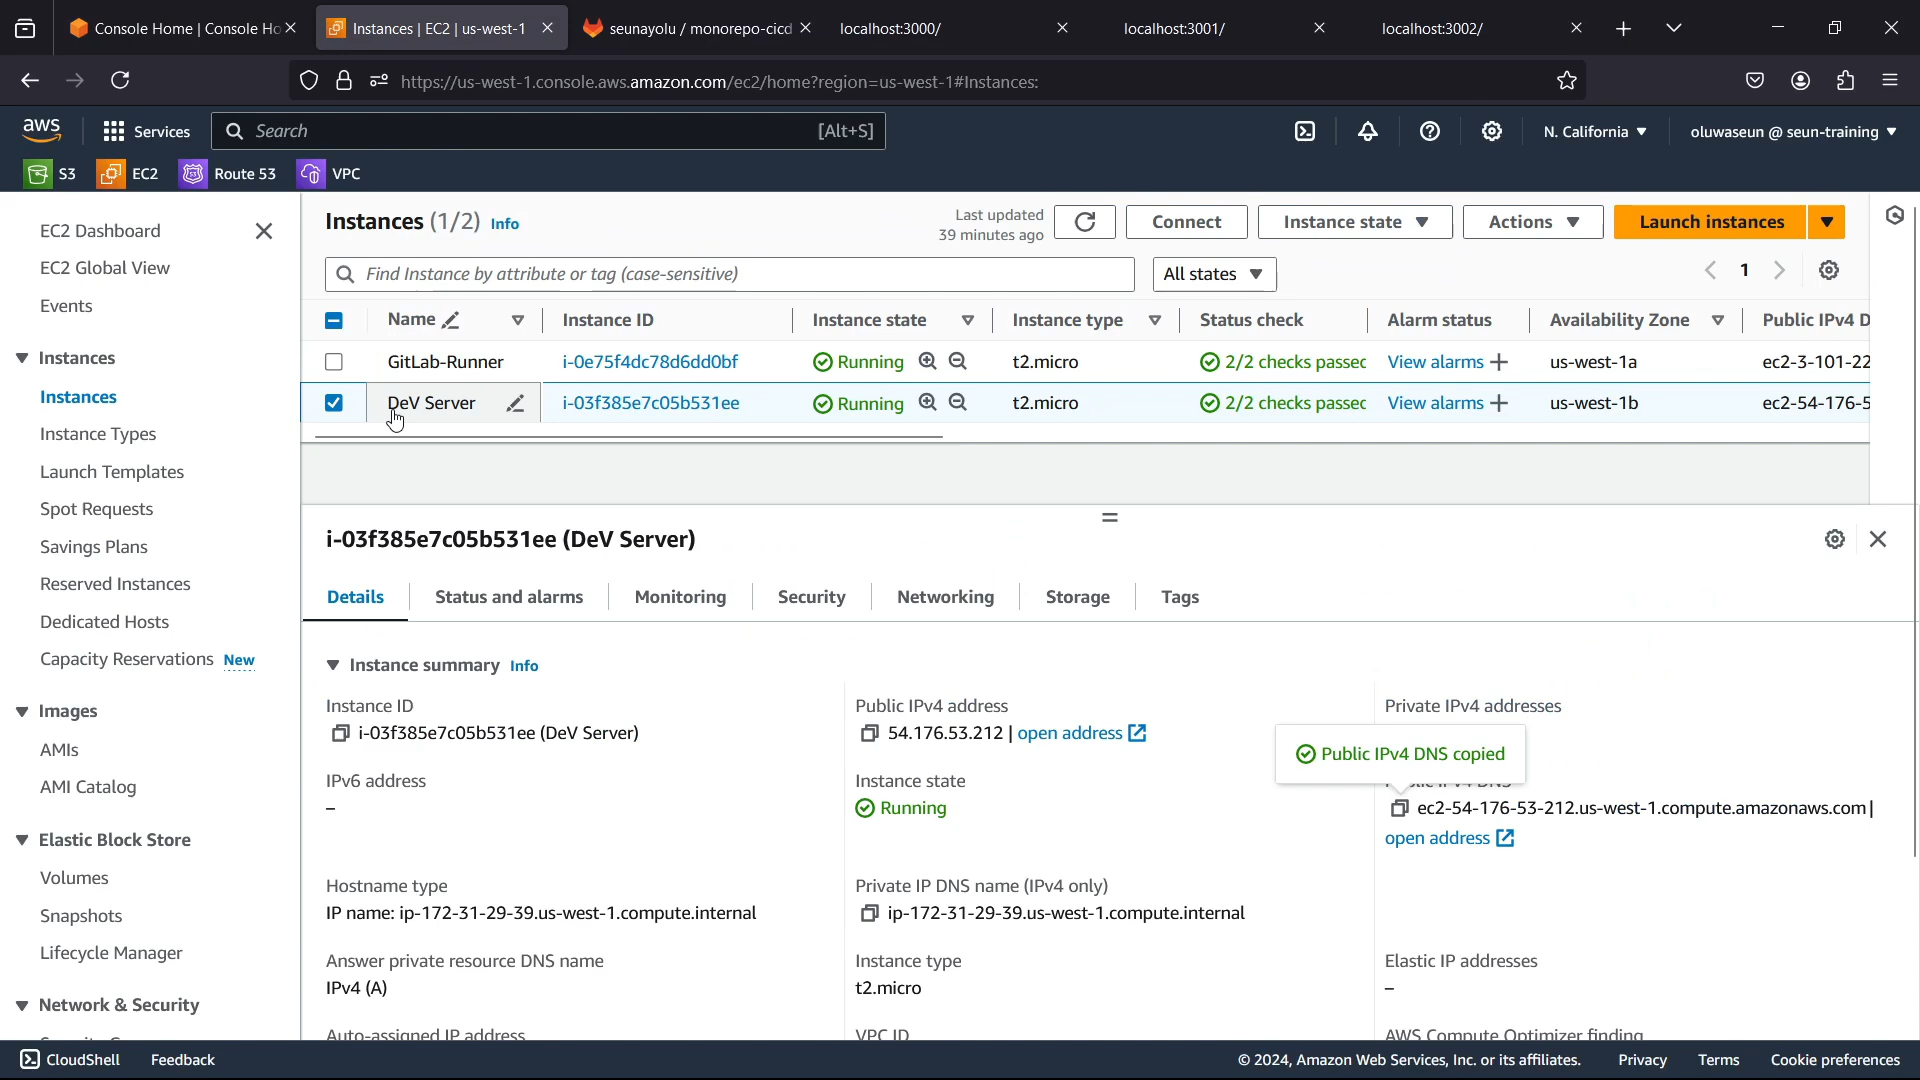 Console Home | Console Ho
Instances | EC2 | us-west-1
seunayolu / monorepo-cicd
localhost:3000/
localhost:3001/
localhost:3002/
https://us-west-1.console.aws.amazon.com/ec2/home?region=us-west-1#Instances:
aws
Services
Search
[Alt+S]
N. California
oluwaseun @ seun-training
S3
EC2
Route 53
VPC
EC2 Dashboard
EC2 Global View
Events
Instances
Instances
Instance Types
Launch Templates
Spot Requests
Savings Plans
Reserved Instances
Dedicated Hosts
Capacity Reservations New
Images
AMIs
AMI Catalog
Elastic Block Store
Volumes
Snapshots
Lifecycle Manager
Network & Security
Instances (1/2) Info
Last updated
39 minutes ago
Connect
Instance state
Actions
Launch instances
Find Instance by attribute or tag (case-sensitive)
All states
1
Name Instance ID Instance state Instance type Status check Alarm status Availability Zone Public IPv4 D
GitLab-Runner i-0e75f4dc78d6dd0bf Running t2.micro 2/2 checks passec View alarms us-west-1a ec2-3-101-22
DeV Server i-03f385e7c05b531ee Running t2.micro 2/2 checks passec View alarms us-west-1b ec2-54-176-5
i-03f385e7c05b531ee (DeV Server)
Details
Status and alarms
Monitoring
Security
Networking
Storage
Tags
Instance summary Info
Instance ID
i-03f385e7c05b531ee (DeV Server)
Public IPv4 address
54.176.53.212 | open address
Private IPv4 addresses
Public IPv4 DNS copied
IPv6 address
–
Instance state
Running
ec2-54-176-53-212.us-west-1.compute.amazonaws.com |
open address
Hostname type
IP name: ip-172-31-29-39.us-west-1.compute.internal
Private IP DNS name (IPv4 only)
ip-172-31-29-39.us-west-1.compute.internal
Answer private resource DNS name
IPv4 (A)
Instance type
t2.micro
Elastic IP addresses
–
Auto-assigned IP address
VPC ID
AWS Compute Optimizer finding
CloudShell
Feedback
© 2024, Amazon Web Services, Inc. or its affiliates.
Privacy
Terms
Cookie preferences